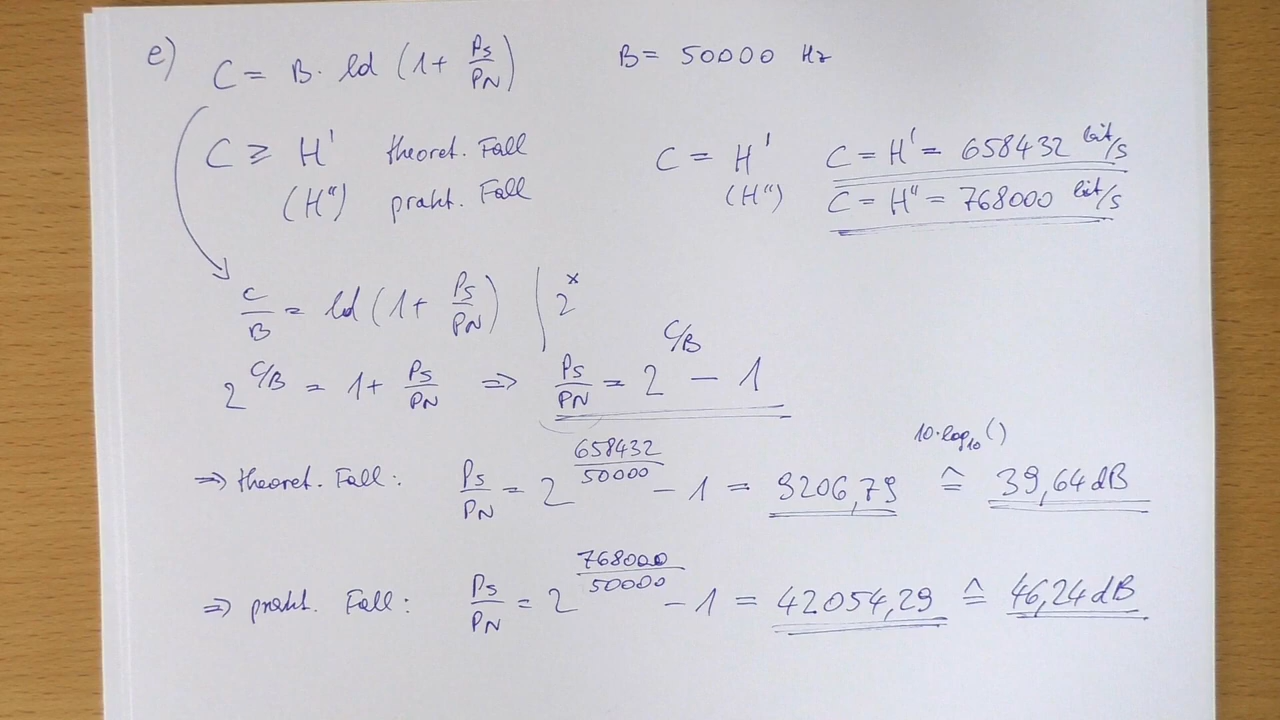 e) C = B · ld (1 + Ps/PN) B = 50000 Hz
C ≥ H' theoret. Fall C = H' C = H' = 658432 bit/s
(H'') prakt. Fall (H'') C = H'' = 768000 bit/s
C/B = ld (1 + Ps/PN) | 2^x
2^(C/B) = 1 + Ps/PN ⇒ Ps/PN = 2^(C/B) − 1
10·log₁₀()
⇒ theoret. Fall: Ps/PN = 2^(658432/50000) − 1 = 9206,79 ≙ 39,64 dB
⇒ prakt. Fall: Ps/PN = 2^(768000/50000) − 1 = 42054,29 ≙ 46,24 dB